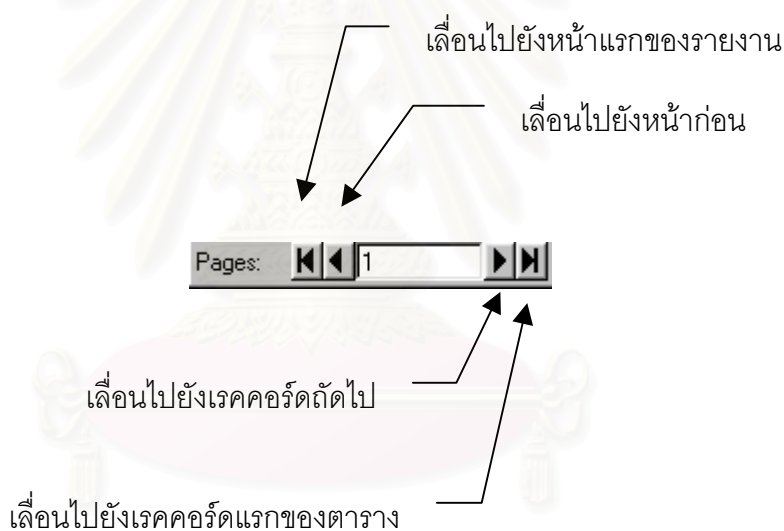 เลื่อนไปยังหน้าแรกของรายงาน
เลื่อนไปยังหน้าก่อน
Pages: 1
เลื่อนไปยังเรคคอร์ดถัดไป
เลื่อนไปยังเรคคอร์ดแรกของตาราง